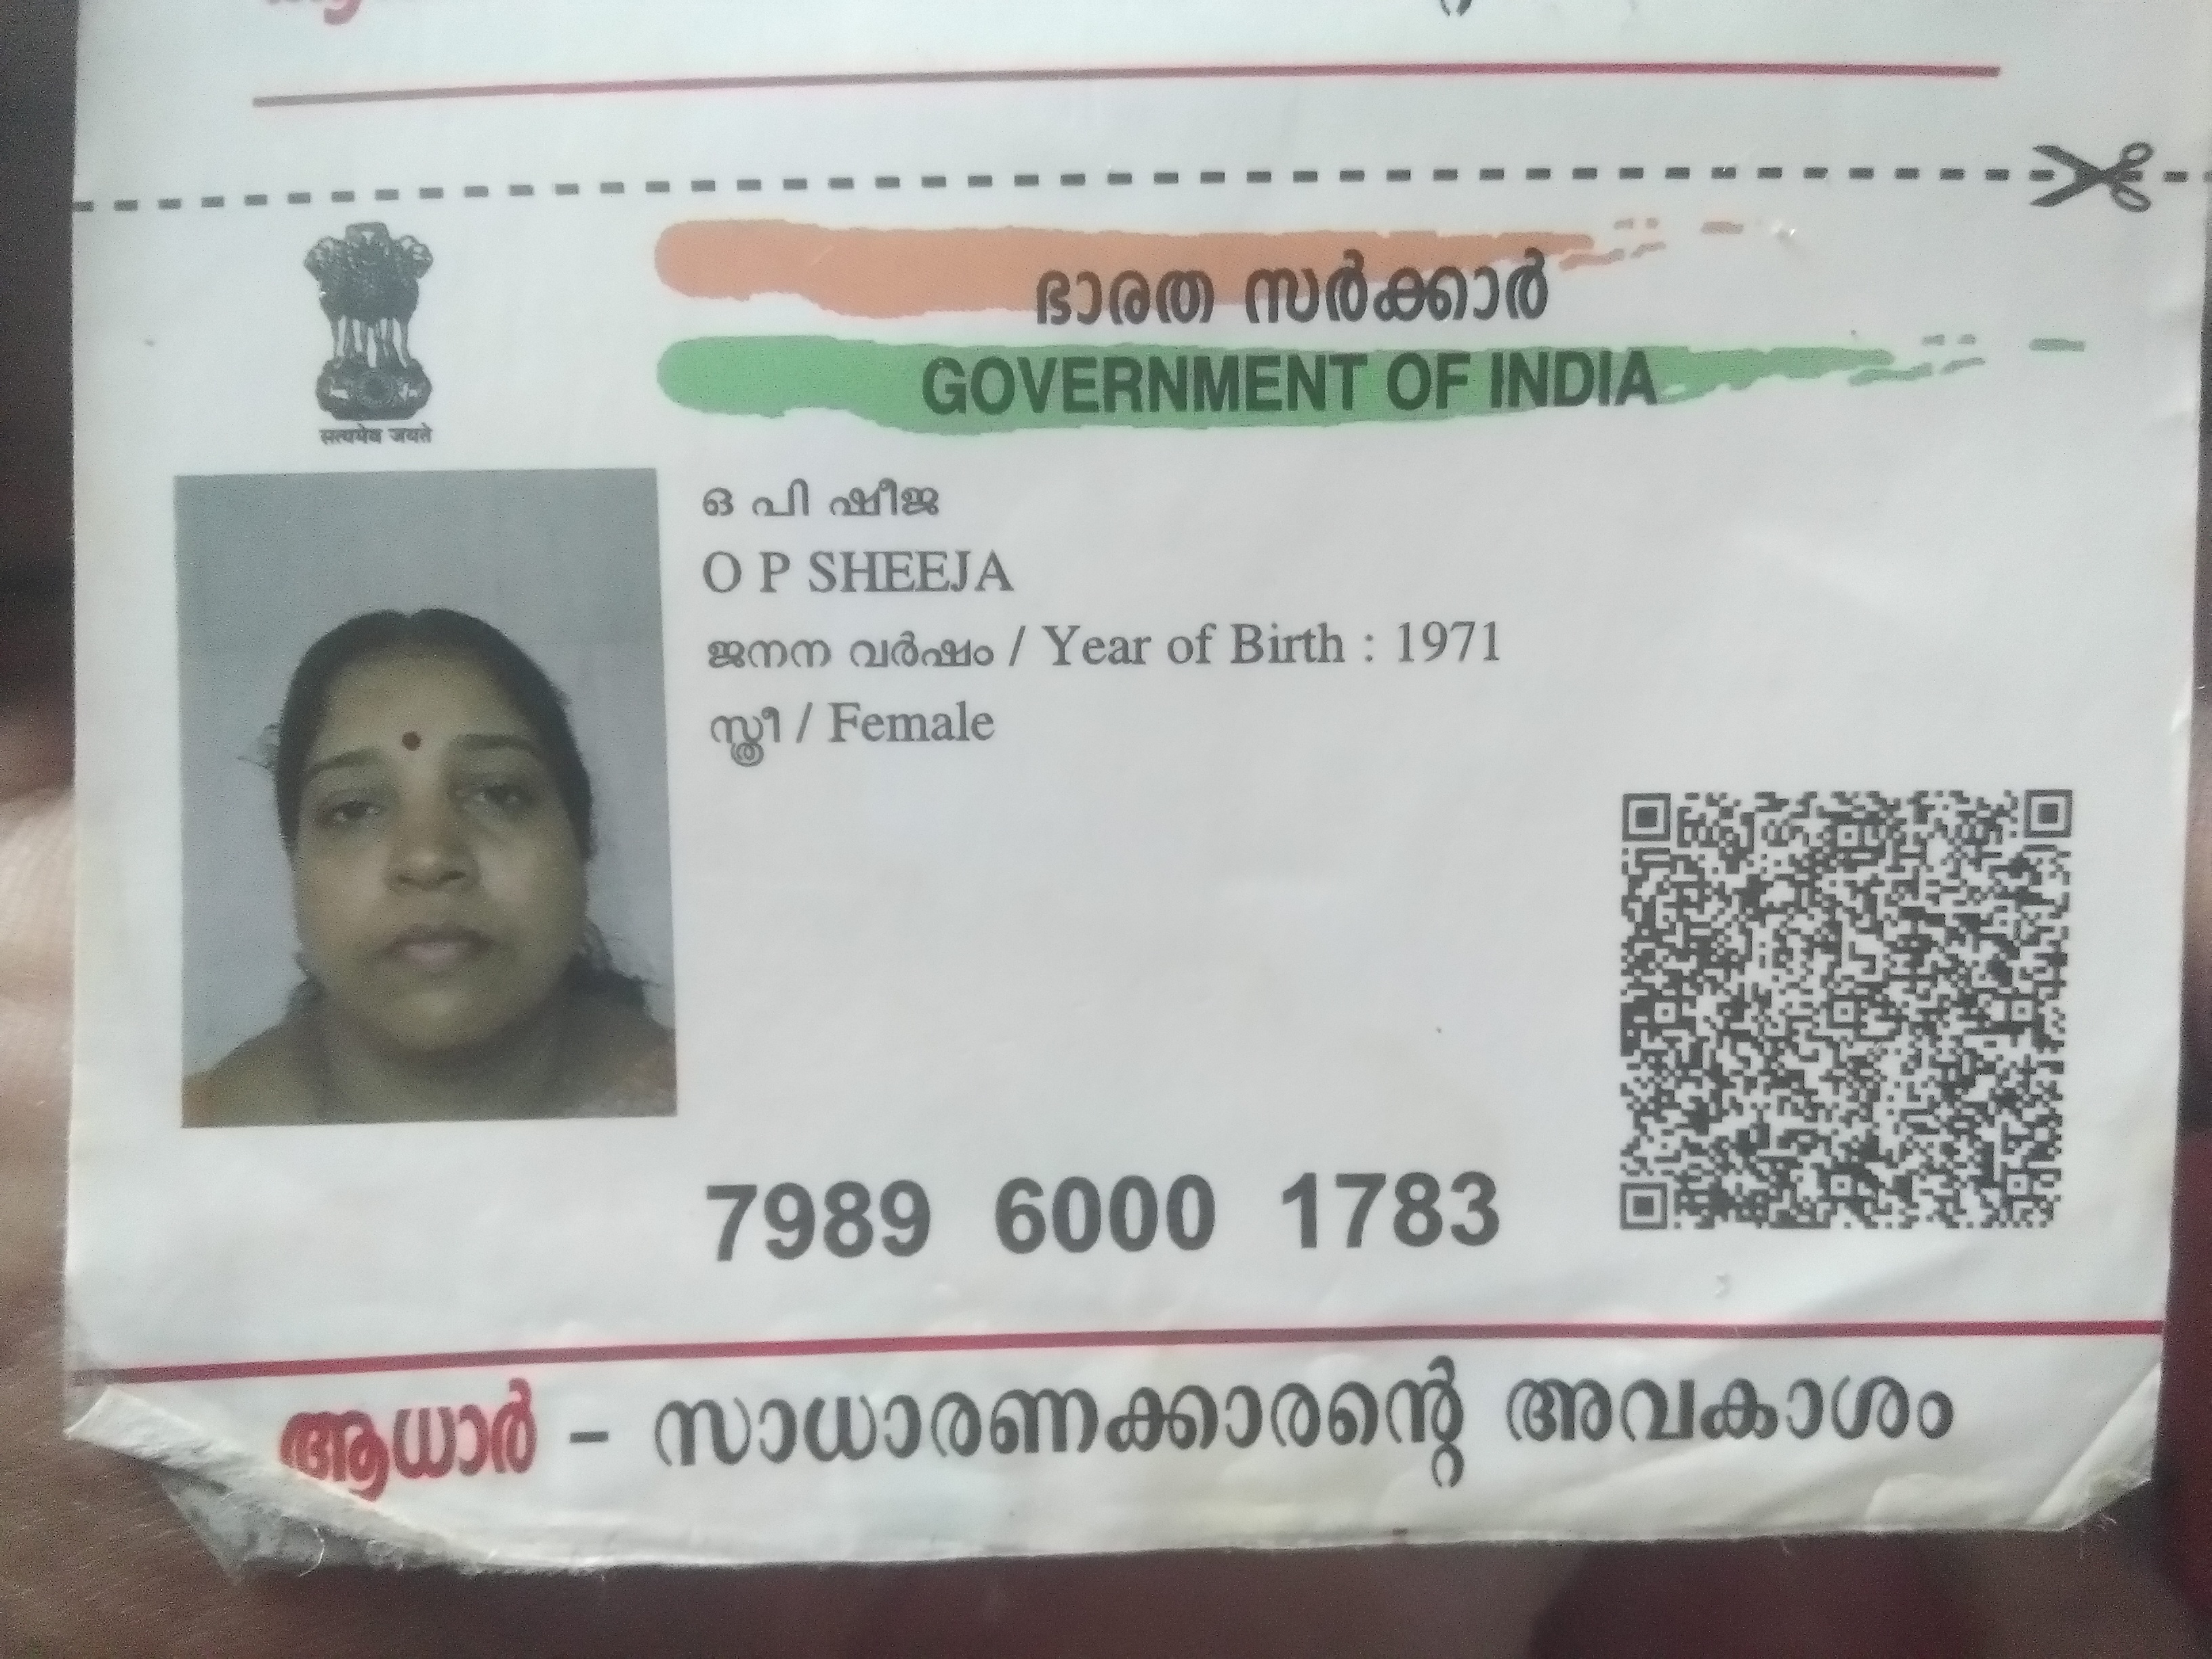 सत्यमेव जयते
ഭാരത സർക്കാർ
GOVERNMENT OF INDIA
ഒ പി ഷീജ
O P SHEEJA
ജനന വർഷം / Year of Birth : 1971
സ്ത്രീ / Female
7989 6000 1783
ആധാർ – സാധാരണക്കാരന്റെ അവകാശം